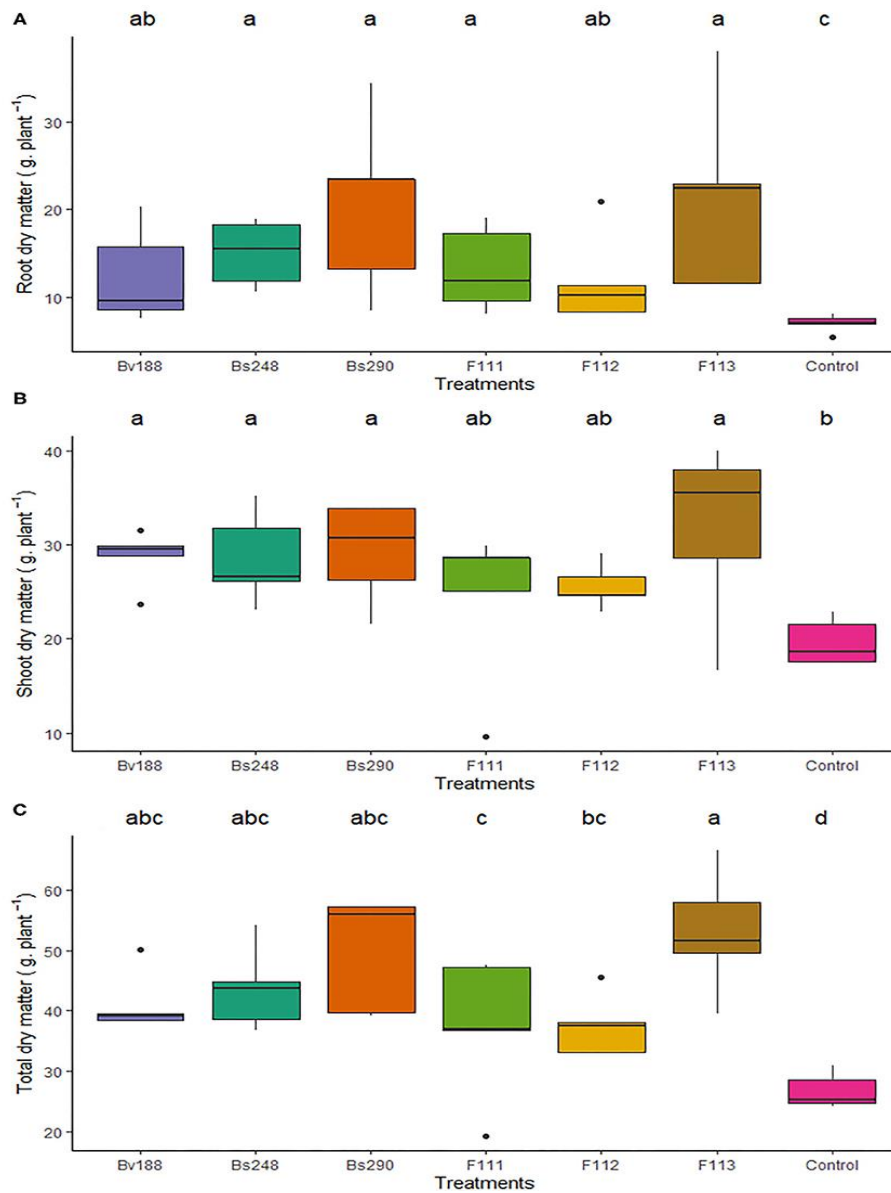 A
ab a a a ab a c
Root dry matter ( g. plant ⁻¹)
30
20
10
Bv188 Bs248 Bs290 F111 F112 F113 Control
Treatments
B
a a a ab ab a b
Shoot dry matter ( g. plant ⁻¹)
40
30
20
10
Bv188 Bs248 Bs290 F111 F112 F113 Control
Treatments
C
abc abc abc c bc a d
Total dry matter ( g. plant ⁻¹)
60
50
40
30
20
Bv188 Bs248 Bs290 F111 F112 F113 Control
Treatments